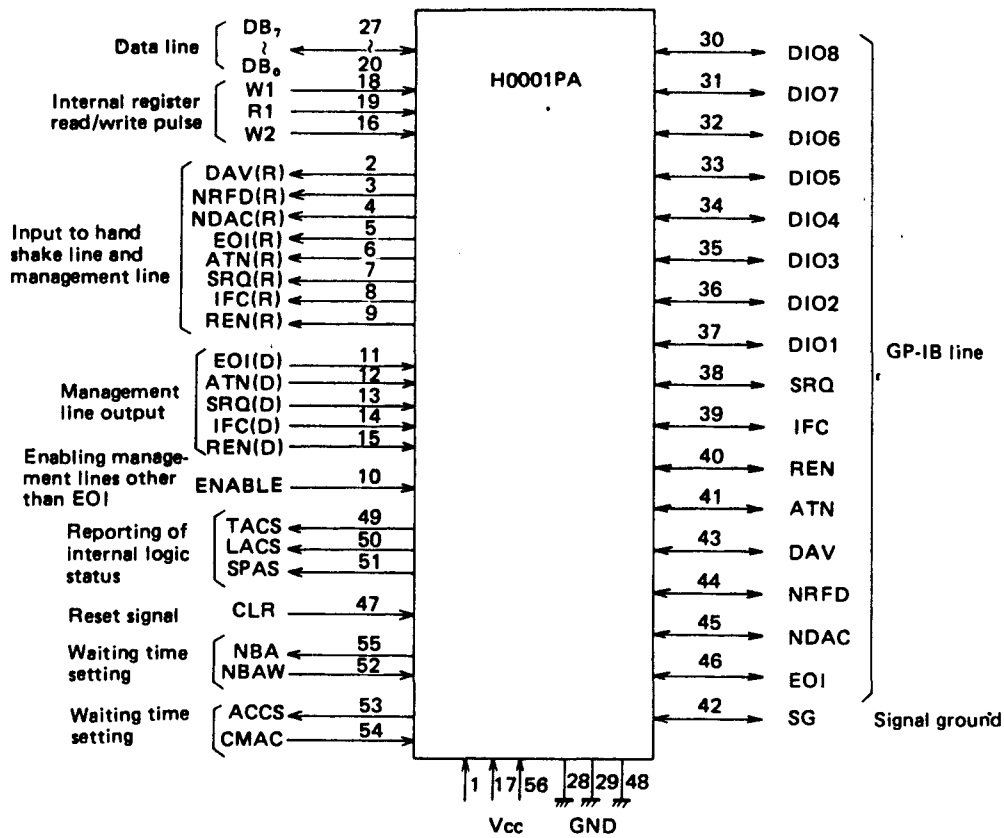 H0001PA
Data line
DB₇ 27
~ ~
DB₀ 20
Internal register
read/write pulse
W1 18
R1 19
W2 16
Input to hand
shake line and
management line
DAV(R) 2
NRFD(R) 3
NDAC(R) 4
EOI(R) 5
ATN(R) 6
SRQ(R) 7
IFC(R) 8
REN(R) 9
Management
line output
EOI(D) 11
ATN(D) 12
SRQ(D) 13
IFC(D) 14
REN(D) 15
Enabling manage-
ment lines other
than EOI
ENABLE 10
Reporting of
internal logic
status
TACS 49
LACS 50
SPAS 51
Reset signal CLR 47
Waiting time
setting
NBA 55
NBAW 52
Waiting time
setting
ACCS 53
CMAC 54
30 DIO8
31 DIO7
32 DIO6
33 DIO5
34 DIO4
35 DIO3
36 DIO2
37 DIO1
38 SRQ
39 IFC
40 REN
41 ATN
43 DAV
44 NRFD
45 NDAC
46 EOI
GP-IB line
42 SG Signal ground
1 17 56 28 29 48
Vcc GND